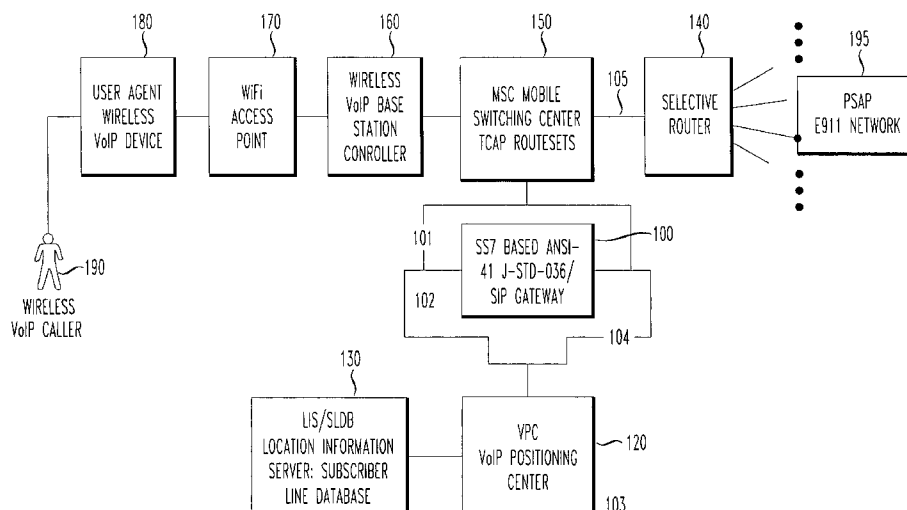 180
170
160
150
140
195
USER AGENT
WIRELESS
VoIP DEVICE
WiFi
ACCESS
POINT
WIRELESS
VoIP BASE
STATION
CONROLLER
MSC MOBILE
SWITCHING CENTER
TCAP ROUTESETS
105
SELECTIVE
ROUTER
PSAP
E911 NETWORK
101
SS7 BASED ANSI-
41 J-STD-036/
SIP GATEWAY
100
190
WIRELESS
VoIP CALLER
102
104
130
LIS/SLDB
LOCATION INFORMATION
SERVER: SUBSCRIBER
LINE DATABASE
VPC
VoIP POSITIONING
CENTER
120
103